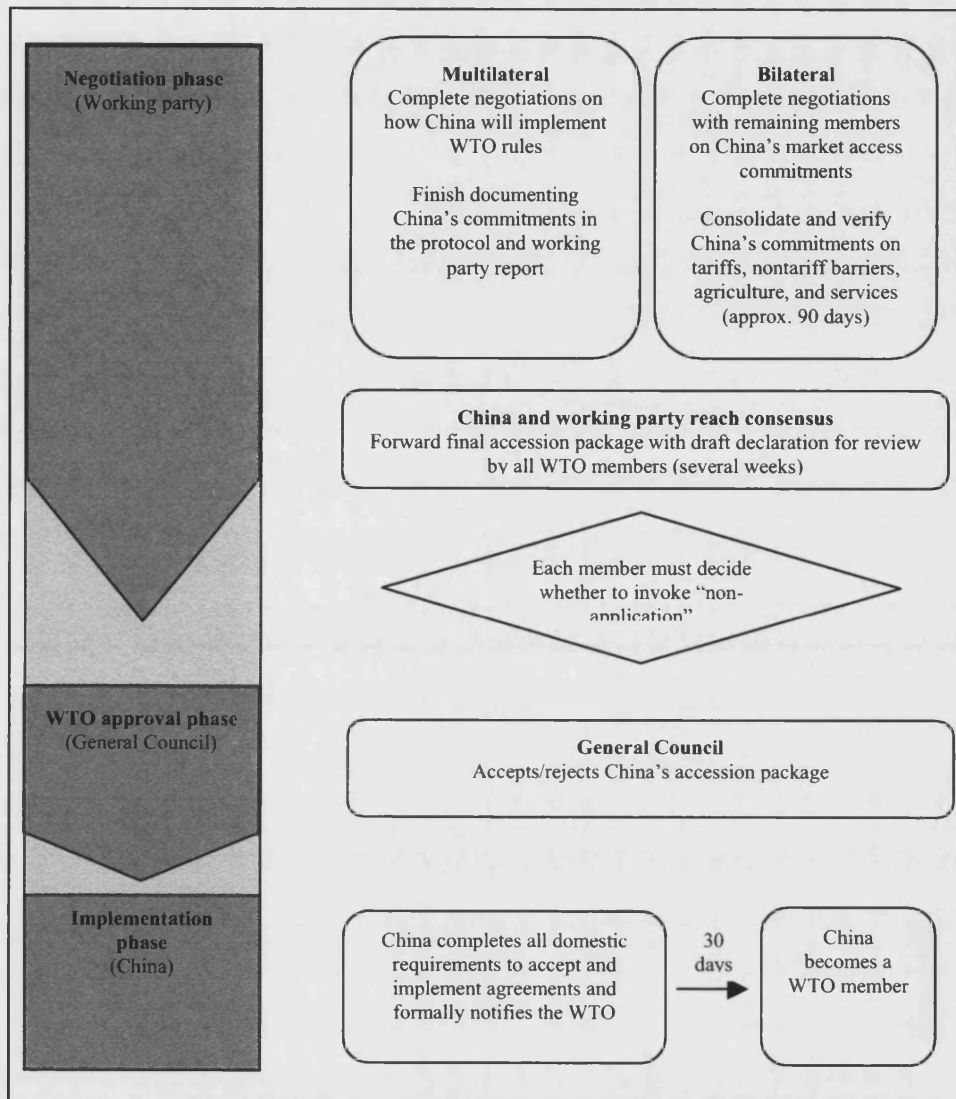 Negotiation phase
(Working party)
Multilateral
Complete negotiations on
how China will implement
WTO rules
Finish documenting
China's commitments in
the protocol and working
party report
Bilateral
Complete negotiations
with remaining members
on China's market access
commitments
Consolidate and verify
China's commitments on
tariffs, nontariff barriers,
agriculture, and services
(approx. 90 days)
China and working party reach consensus
Forward final accession package with draft declaration for review
by all WTO members (several weeks)
Each member must decide
whether to invoke “non-
application”
WTO approval phase
(General Council)
General Council
Accepts/rejects China's accession package
Implementation
phase
(China)
China completes all domestic
requirements to accept and
implement agreements and
formally notifies the WTO
30
days
China
becomes a
WTO member